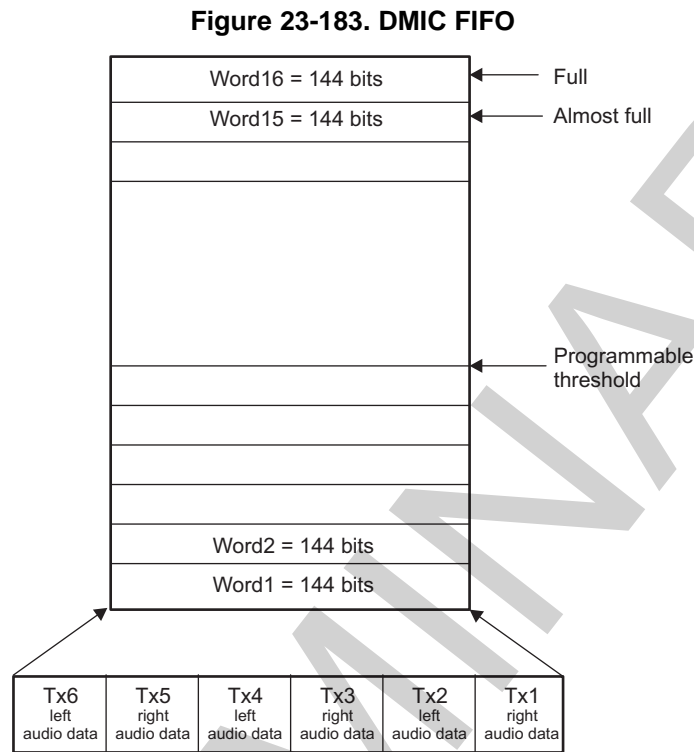 Figure 23-183. DMIC FIFO
Word16 = 144 bits
Full
Word15 = 144 bits
Almost full
Programmable
threshold
Word2 = 144 bits
Word1 = 144 bits
Tx6
left
audio data
Tx5
right
audio data
Tx4
left
audio data
Tx3
right
audio data
Tx2
left
audio data
Tx1
right
audio data
MINA